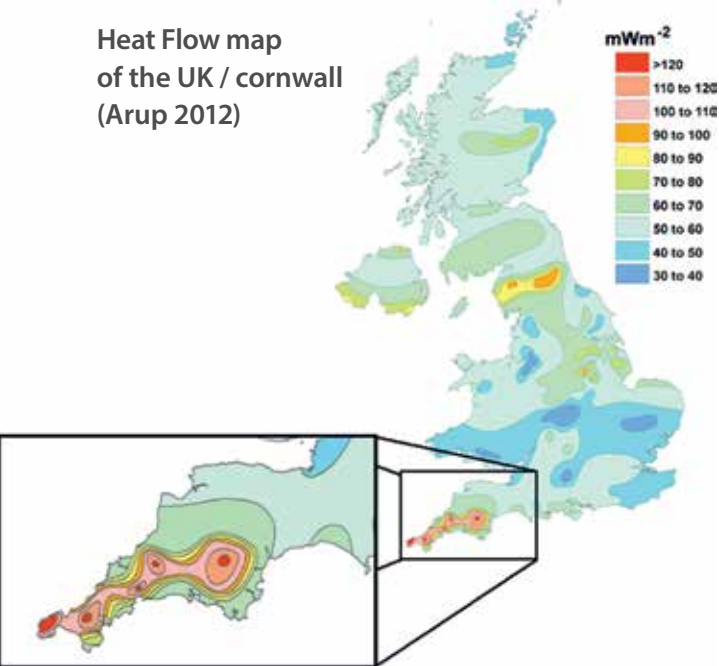 Heat Flow map
of the UK / cornwall
(Arup 2012)
mWm-2
>120
110 to 120
100 to 110
90 to 100
80 to 90
70 to 80
60 to 70
50 to 60
40 to 50
30 to 40